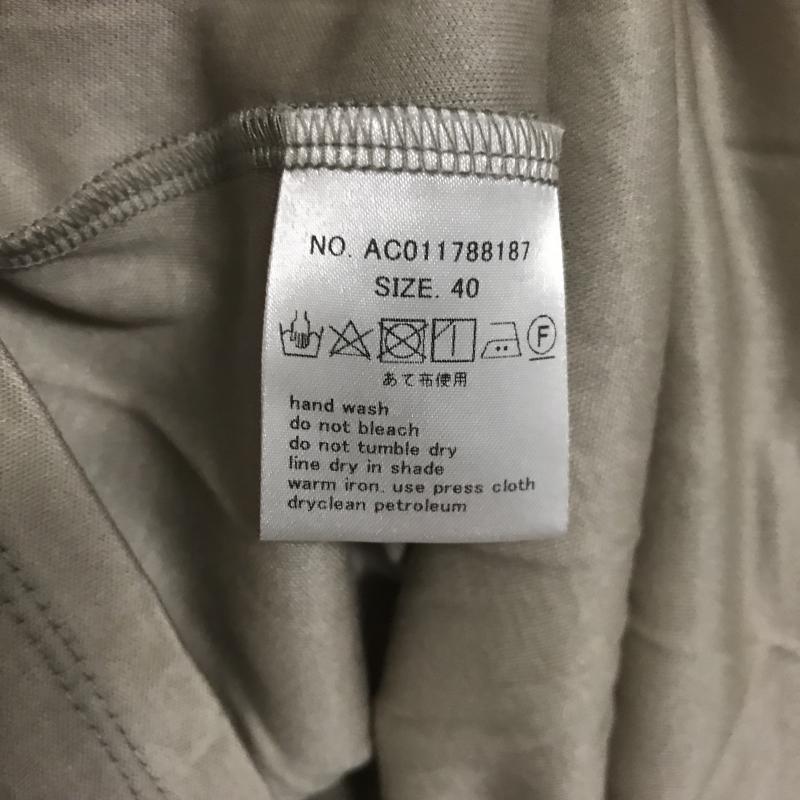 NO. AC011788187
SIZE. 40
F
あて布使用
hand wash
do not bleach
do not tumble dry
line dry in shade
warm iron. use press cloth
dryclean petroleum